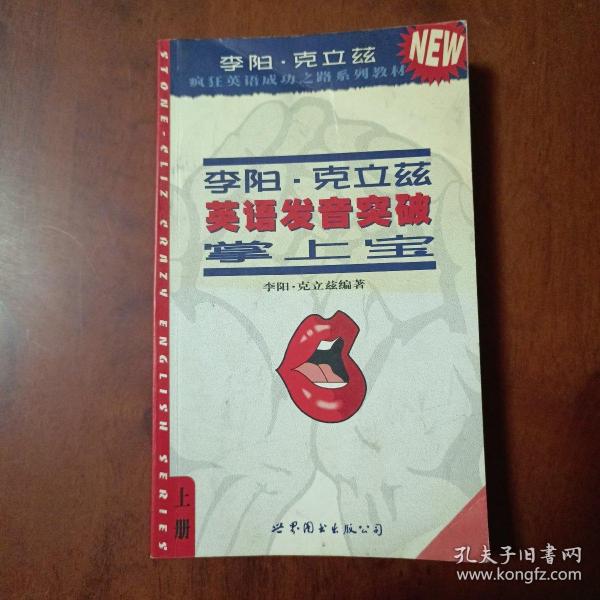 李阳·克立兹
疯狂英语成功之路系列教材
NEW
李阳·克立兹
英语发音突破
掌上宝
李阳·克立兹编著
STONE-CLIZ CRAZY ENGLISH SERIES
上册
世界图书出版公司
孔夫子旧书网
www.kongfz.com